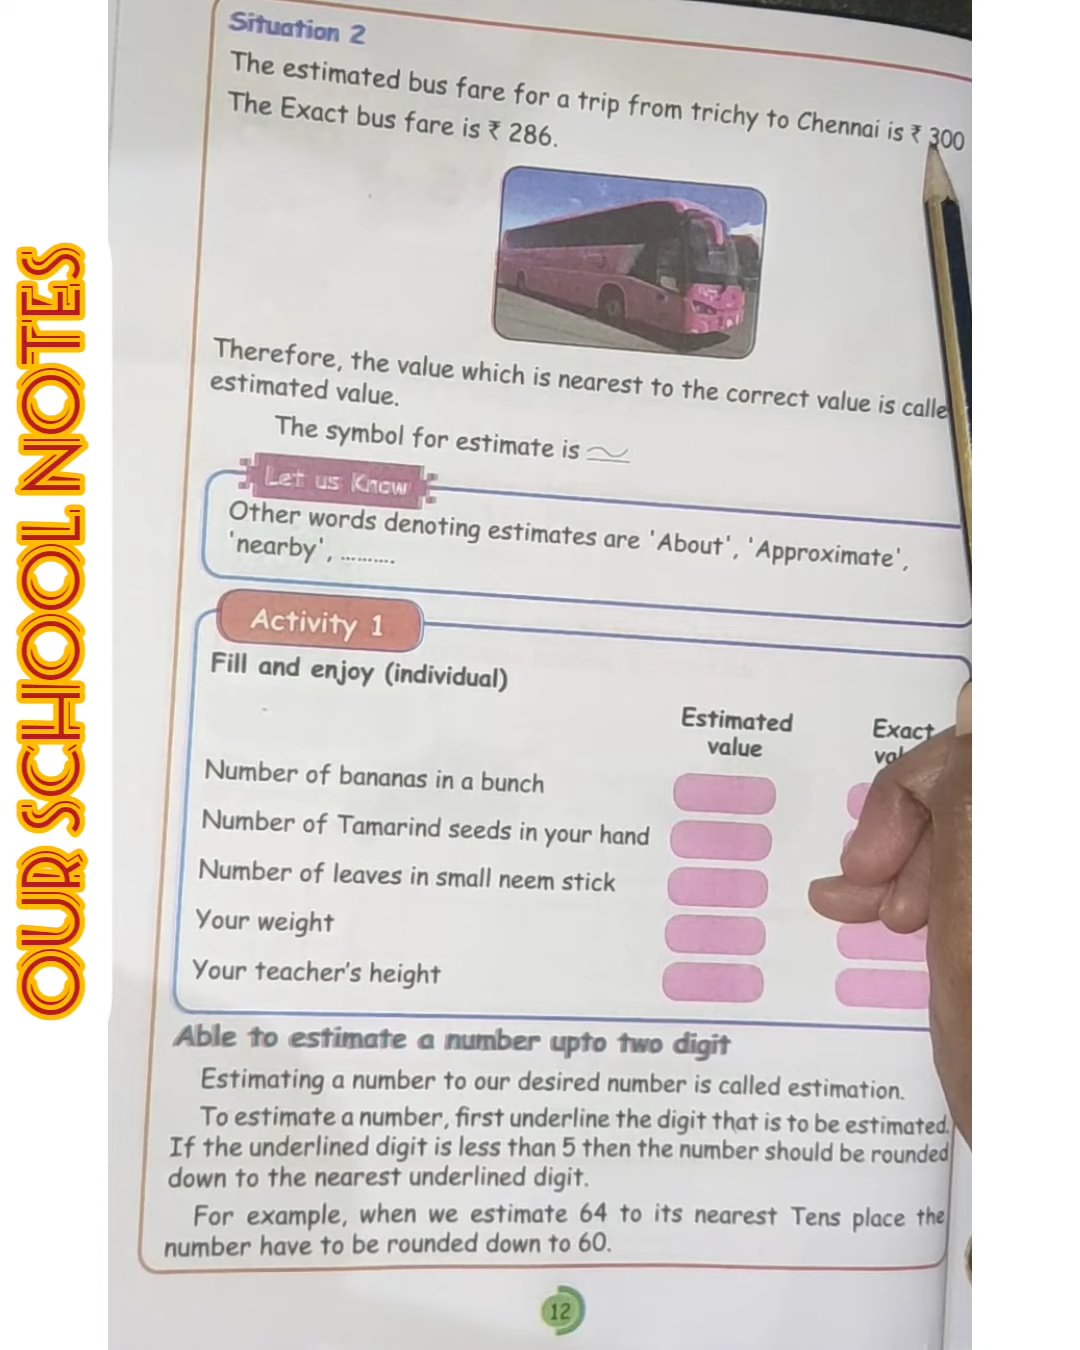 OUR SCHOOL NOTES
Situation 2
The estimated bus fare for a trip from trichy to Chennai is ₹ 300
The Exact bus fare is ₹ 286.
Therefore, the value which is nearest to the correct value is calle
estimated value.
The symbol for estimate is ≃
Let us Know
Other words denoting estimates are 'About', 'Approximate',
'nearby', ..........
Activity 1
Fill and enjoy (individual)
Estimated value
Exact
Number of bananas in a bunch
Number of Tamarind seeds in your hand
Number of leaves in small neem stick
Your weight
Your teacher's height
Able to estimate a number upto two digit
Estimating a number to our desired number is called estimation.
To estimate a number, first underline the digit that is to be estimated.
If the underlined digit is less than 5 then the number should be rounded
down to the nearest underlined digit.
For example, when we estimate 64 to its nearest Tens place the
number have to be rounded down to 60.
12